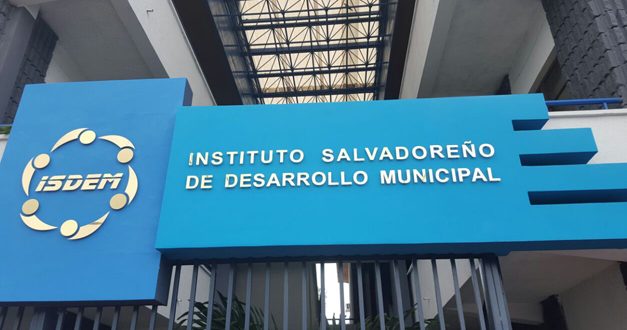 ISDEM
INSTITUTO SALVADOREÑO
DE DESARROLLO MUNICIPAL